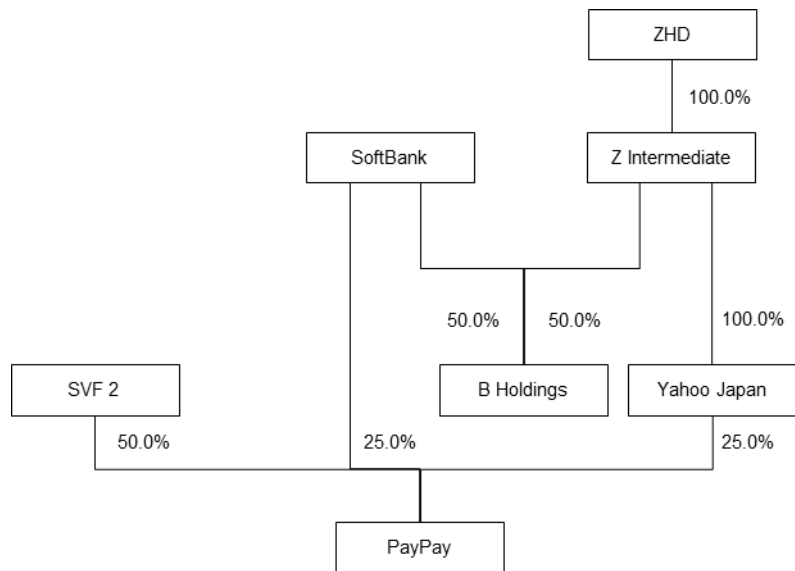 ZHD
100.0%
SoftBank
Z Intermediate
50.0%
50.0%
100.0%
SVF 2
B Holdings
Yahoo Japan
50.0%
25.0%
25.0%
PayPay